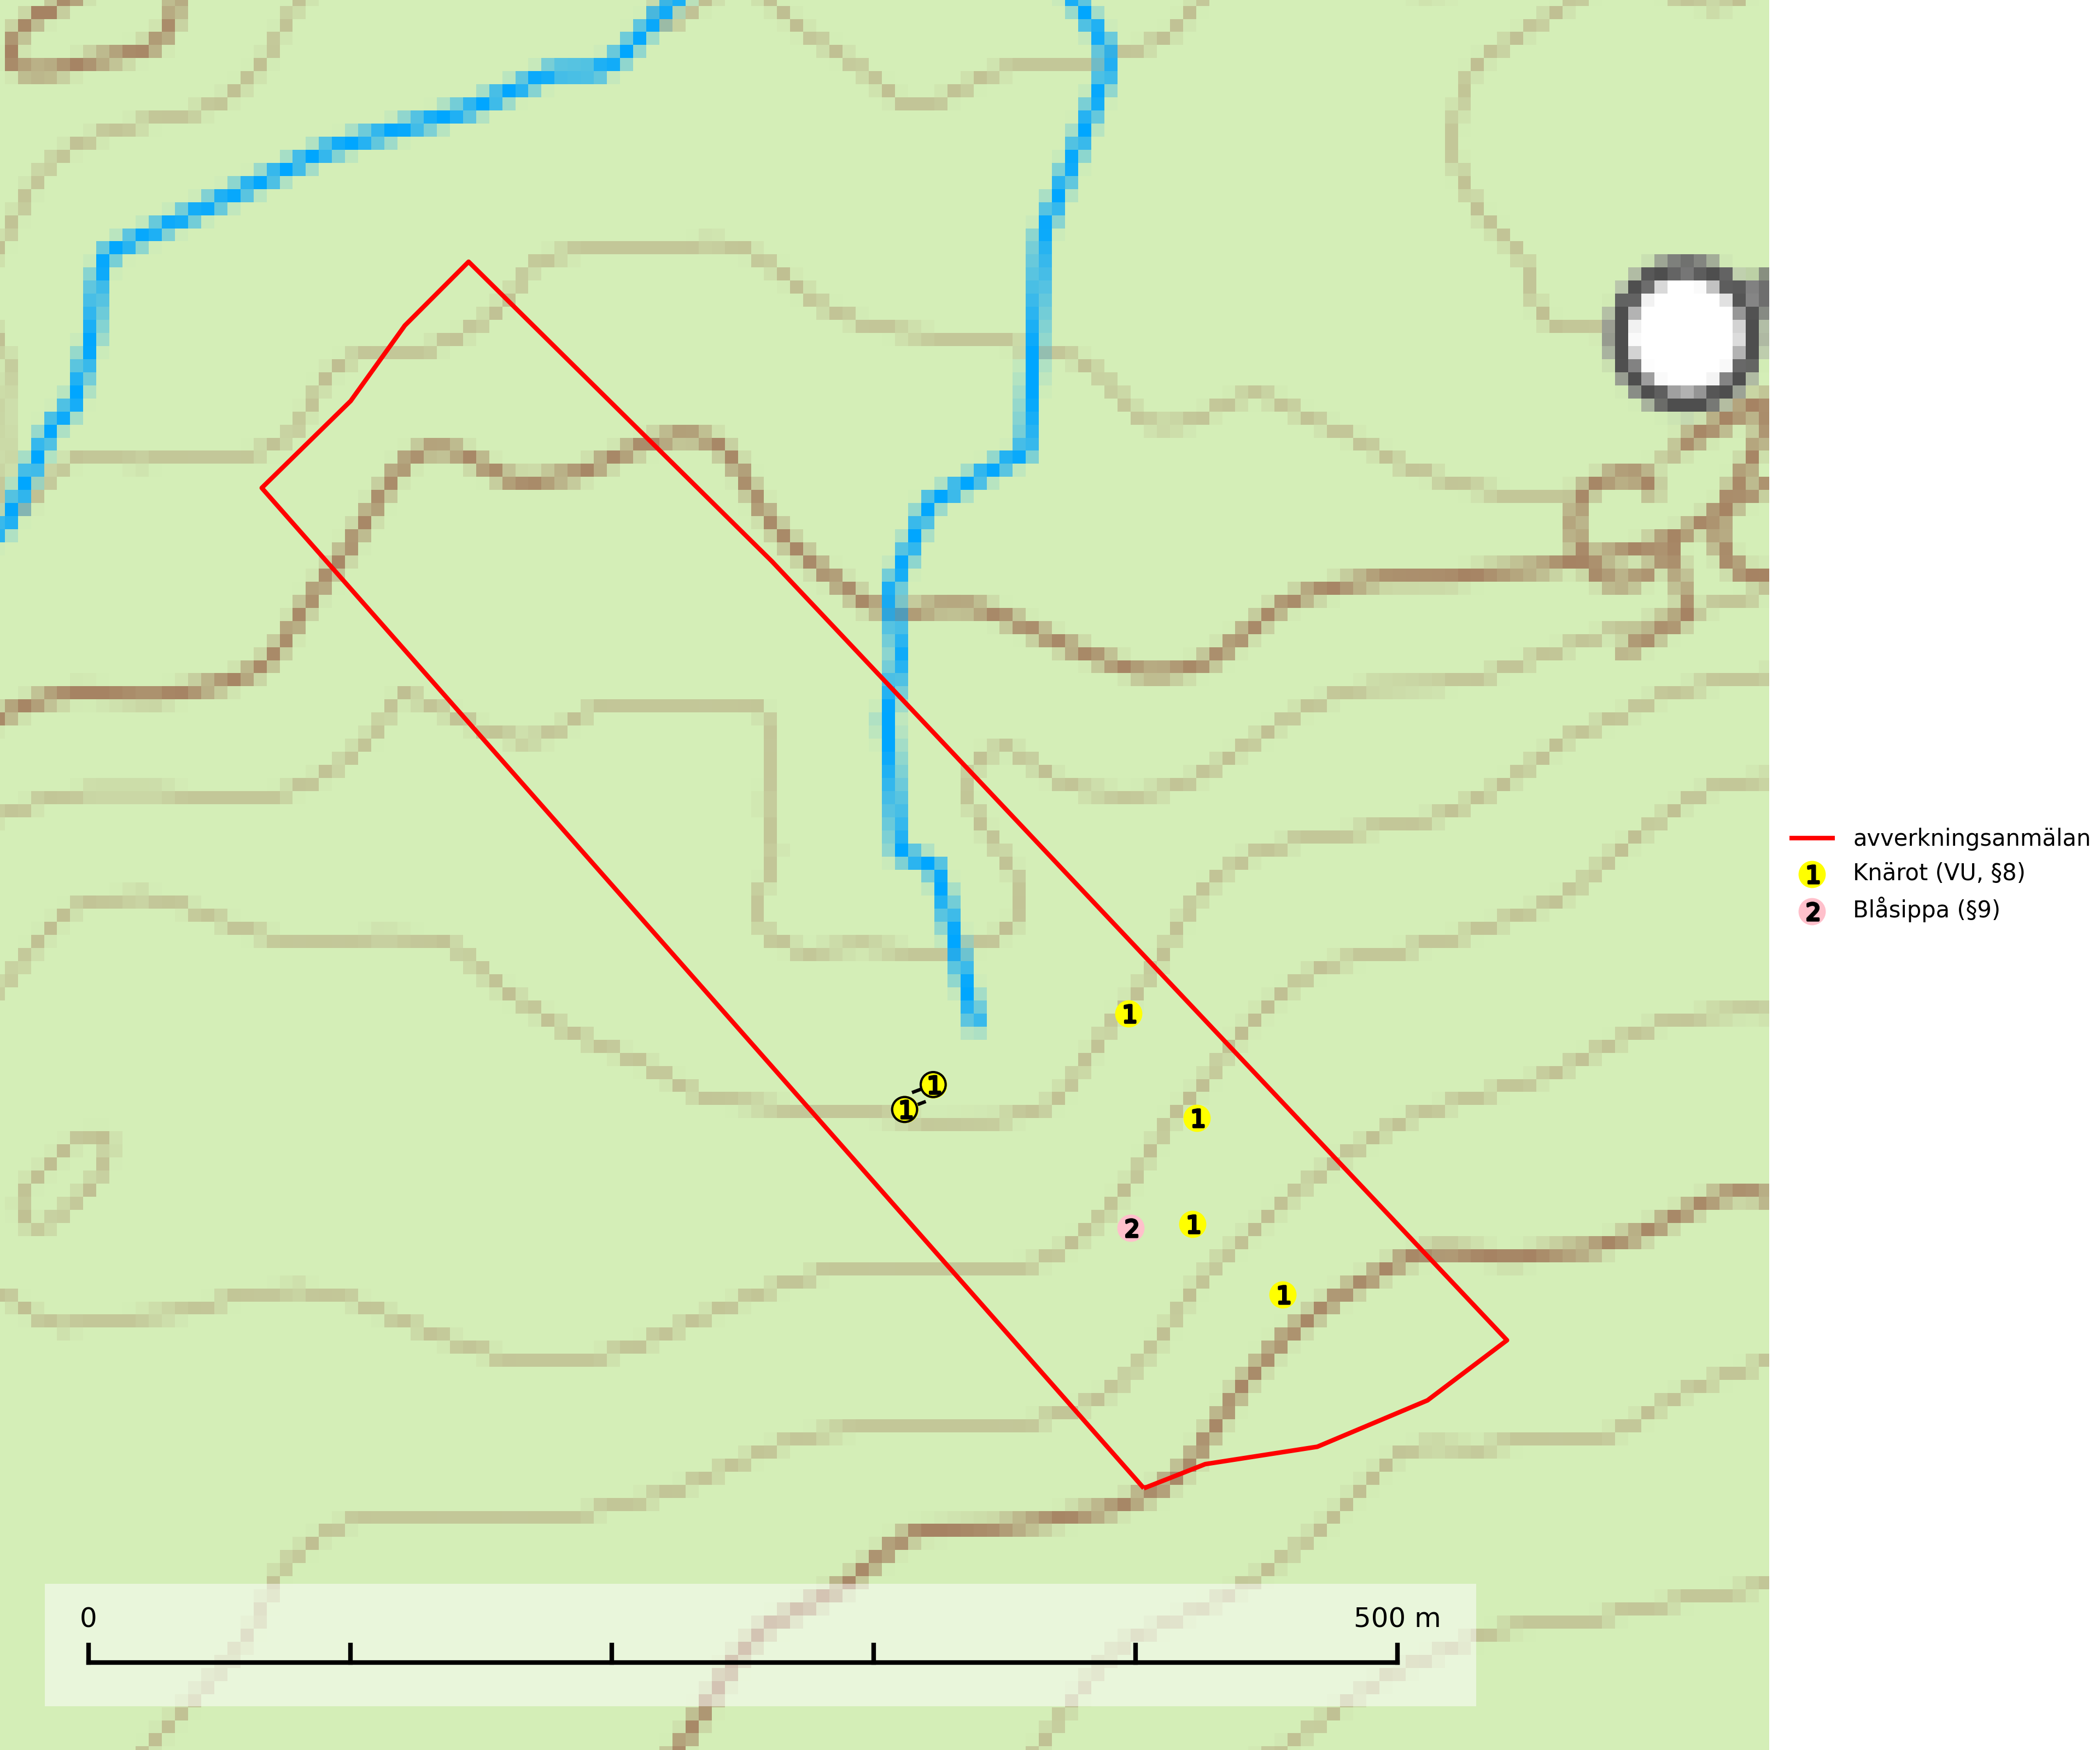 avverkningsanmälan
1 Knärot (VU, §8)
2 Blåsippa (§9)
1
1
1
1
2
1
1
0 500 m